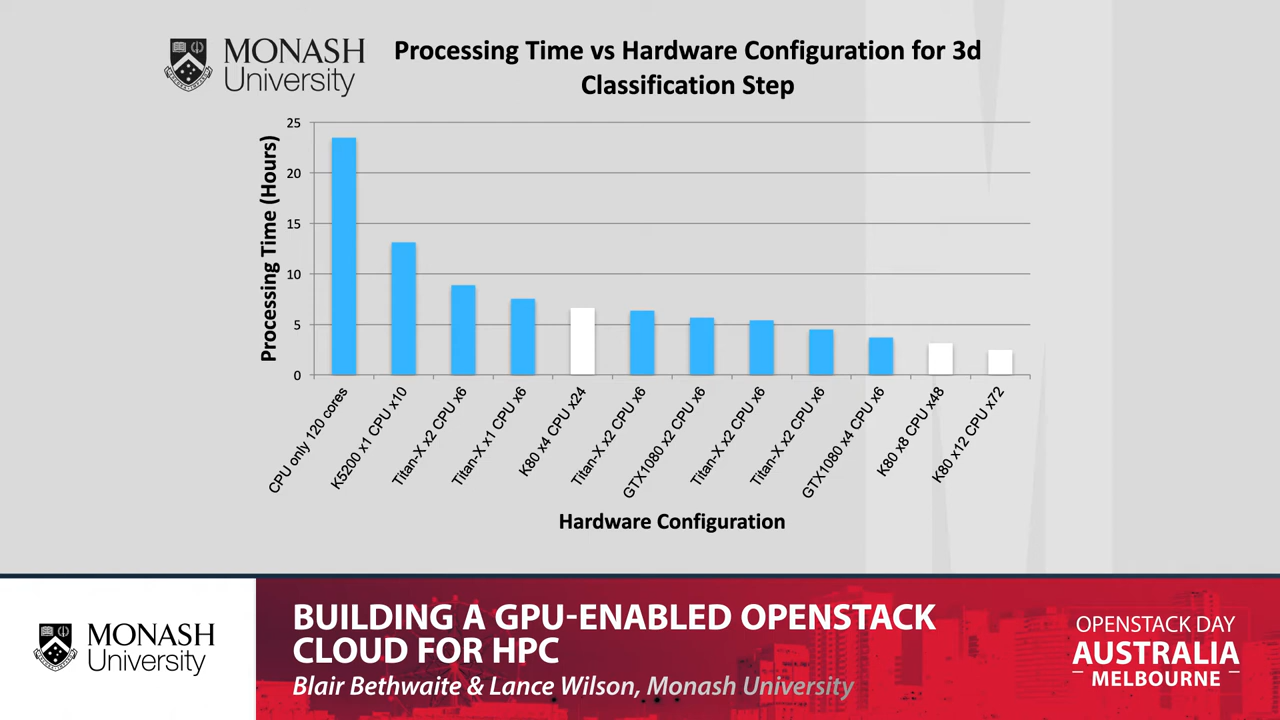 MONASH
University
Processing Time vs Hardware Configuration for 3d
Classification Step
Processing Time (Hours)
25
20
15
10
5
0
CPU only 120 cores
K5200 x1 CPU x10
Titan-X x2 CPU x6
Titan-X x1 CPU x6
K80 x4 CPU x24
Titan-X x2 CPU x6
GTX1080 x2 CPU x6
Titan-X x2 CPU x6
Titan-X x2 CPU x6
GTX1080 x4 CPU x6
K80 x8 CPU x48
K80 x12 CPU x72
Hardware Configuration
MONASH
University
BUILDING A GPU-ENABLED OPENSTACK
CLOUD FOR HPC
Blair Bethwaite & Lance Wilson, Monash University
OPENSTACK DAY
AUSTRALIA
MELBOURNE